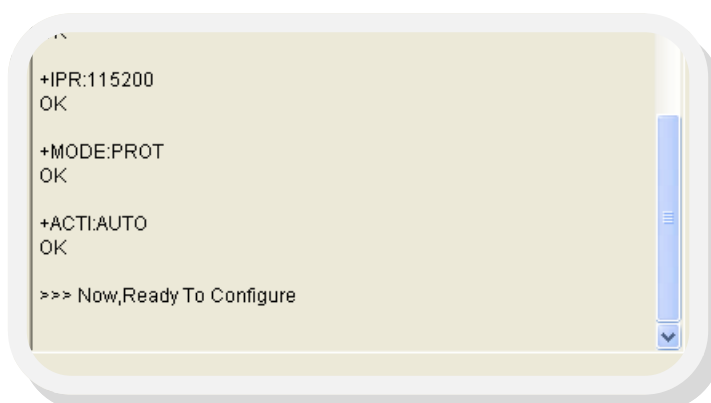 +IPR:115200
OK
+MODE:PROT
OK
+ACTI:AUTO
OK
>>> Now,Ready To Configure